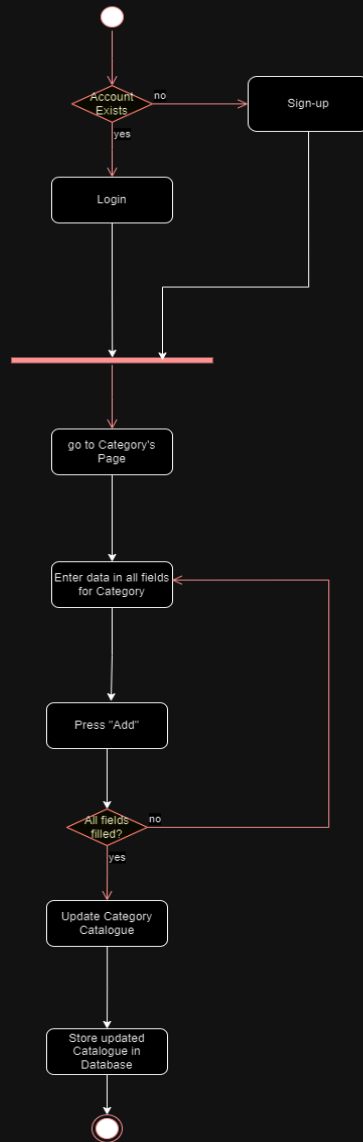 Account
Exists
no
Sign-up
yes
Login
go to Category's
Page
Enter data in all fields
for Category
Press "Add"
All fields
filled?
no
yes
Update Category
Catalogue
Store updated
Catalogue in
Database